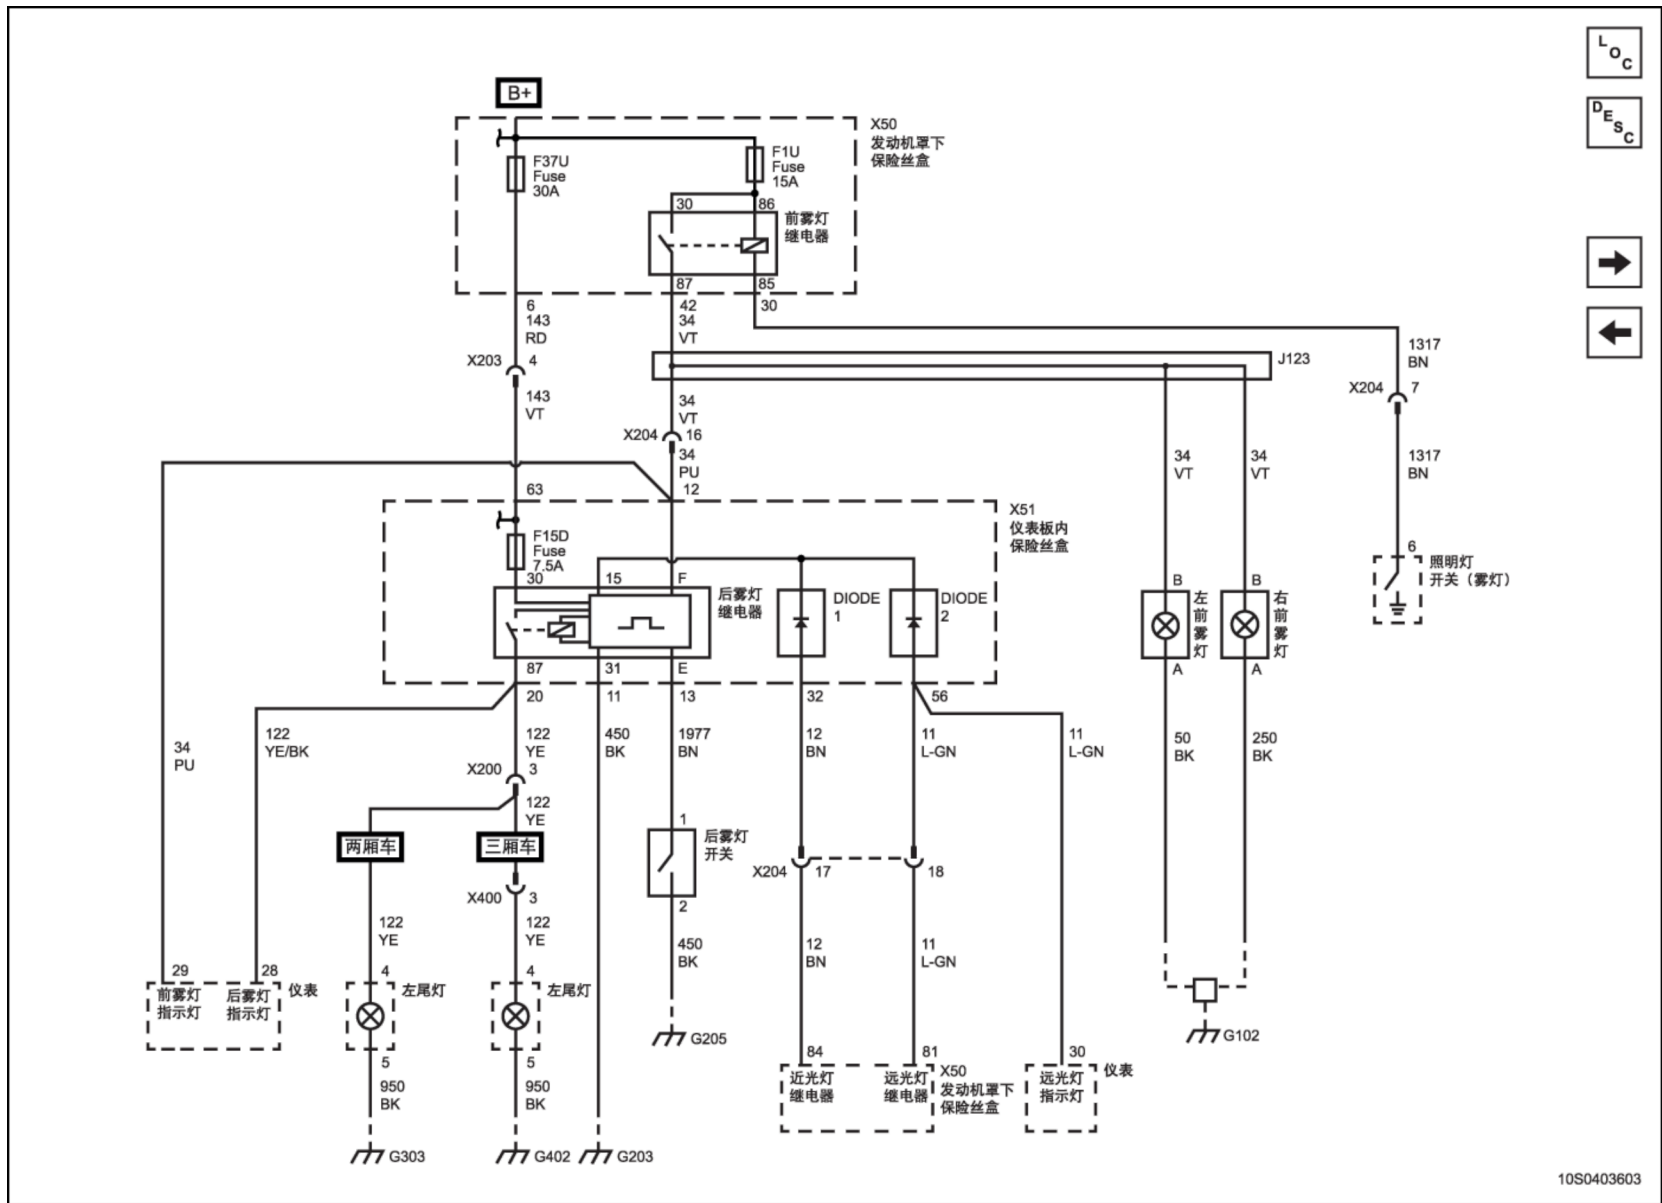 L
O
C
D
E
S
C
B+
X50
发动机罩下
保险丝盒
F37U
Fuse
30A
F1U
Fuse
15A
30
86
前雾灯
继电器
87
85
6
143
RD
42
34
VT
30
X203
4
J123
1317
BN
143
VT
34
VT
X204
7
X204
16
34
PU
34
VT
34
VT
1317
BN
63
12
X51
仪表板内
保险丝盒
F15D
Fuse
7.5A
6
照明灯
开关（雾灯）
30
15
F
后雾灯
继电器
DIODE
1
DIODE
2
B
左前雾灯
B
右前雾灯
87
31
E
A
A
20
11
13
32
56
34
PU
122
YE/BK
122
YE
450
BK
1977
BN
12
BN
11
L-GN
11
L-GN
50
BK
250
BK
X200
3
122
YE
两厢车
三厢车
1
后雾灯
开关
2
X204
17
18
X400
3
122
YE
122
YE
450
BK
12
BN
11
L-GN
29
28
仪表
前雾灯
指示灯
后雾灯
指示灯
4
左尾灯
4
左尾灯
5
5
G205
G102
84
81
X50
发动机罩下
保险丝盒
近光灯
继电器
远光灯
继电器
30
仪表
远光灯
指示灯
950
BK
950
BK
G303
G402
G203
10S0403603